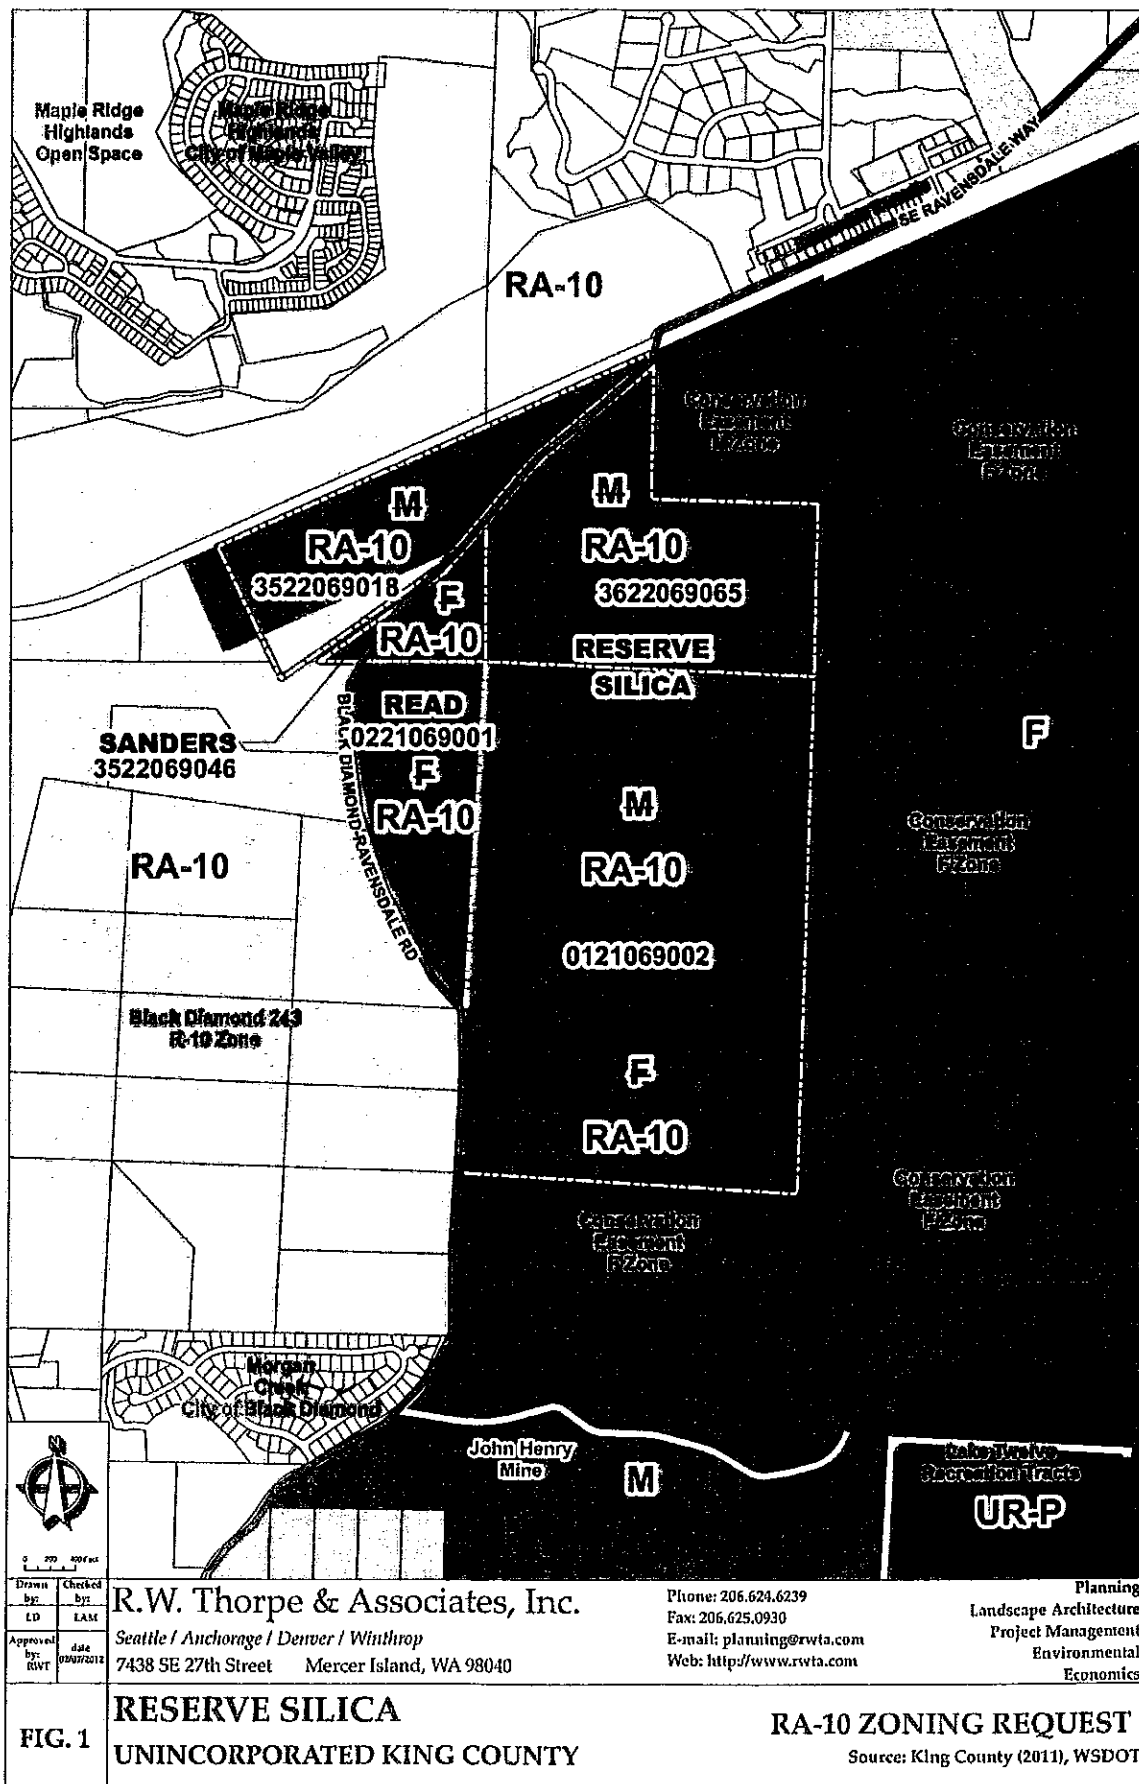 Maple Ridge
Highlands
Open Space
Maple Ridge
Highlands
City of Maple Valley
SE RAVENSDALE WAY
RA-10
Conservation
Easement
F Zone
Conservation
Easement
F Zone
M
RA-10
3522069018
M
RA-10
3622069065
F
RA-10
RESERVE
SILICA
READ
0221069001
F
RA-10
SANDERS
3522069046
BLACK DIAMOND-RAVENSDALE RD
F
M
RA-10
Conservation
Easement
F Zone
RA-10
0121069002
Black Diamond 243
R-10 Zone
F
RA-10
Conservation
Easement
F Zone
Conservation
Easement
F Zone
Morgan
Creek
City of Black Diamond
John Henry
Mine
M
Lake Twelve
Recreation Tracts
UR-P
N
0 200 400 Feet
Drawn by:
Checked by:
LD
LAM
Approved by:
RWT
date
R.W. Thorpe & Associates, Inc.
Seattle / Anchorage / Denver / Winthrop
7438 SE 27th Street Mercer Island, WA 98040
Phone: 206.624.6239
Fax: 206.625.0930
E-mail: planning@rwta.com
Web: http://www.rwta.com
Planning
Landscape Architecture
Project Management
Environmental
Economics
FIG. 1
RESERVE SILICA
UNINCORPORATED KING COUNTY
RA-10 ZONING REQUEST
Source: King County (2011), WSDOT